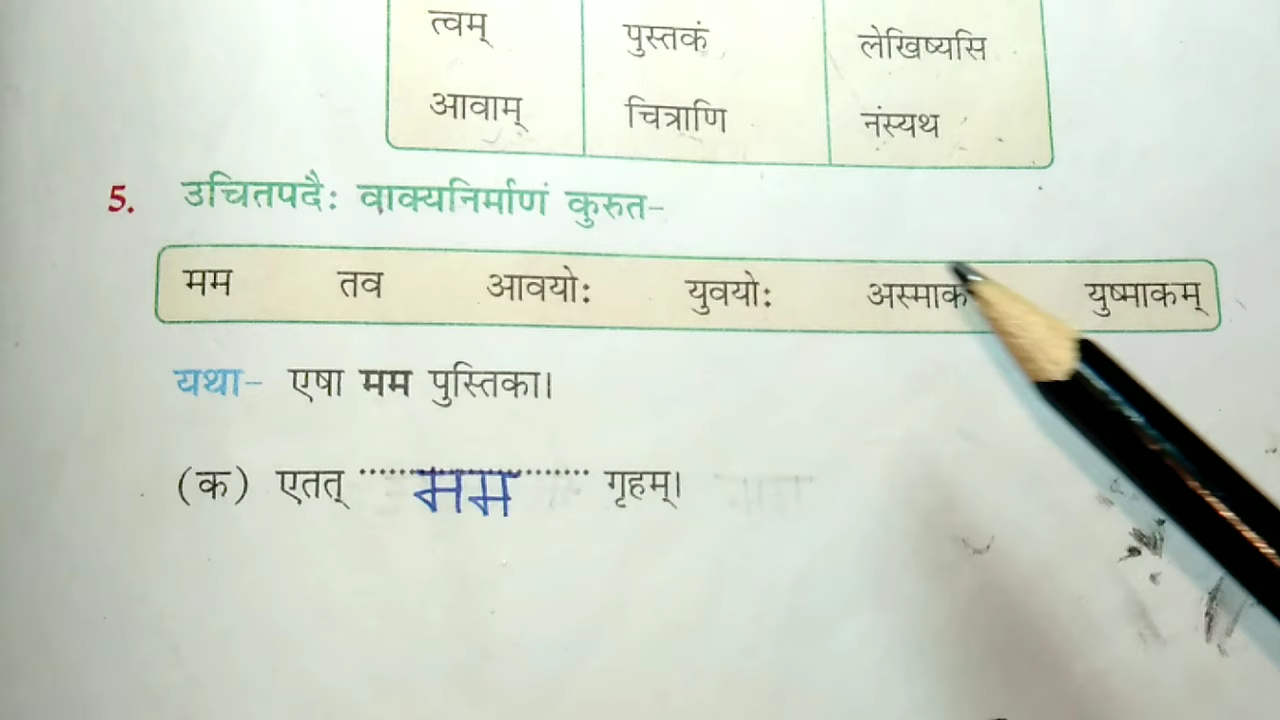 त्वम् पुस्तकं लेखिष्यसि
आवाम् चित्राणि नंस्यथ
5. उचितपदैः वाक्यनिर्माणं कुरुत-
मम तव आवयोः युवयोः अस्माक युष्माकम्
यथा- एषा मम पुस्तिका।
(क) एतत् मम गृहम्।